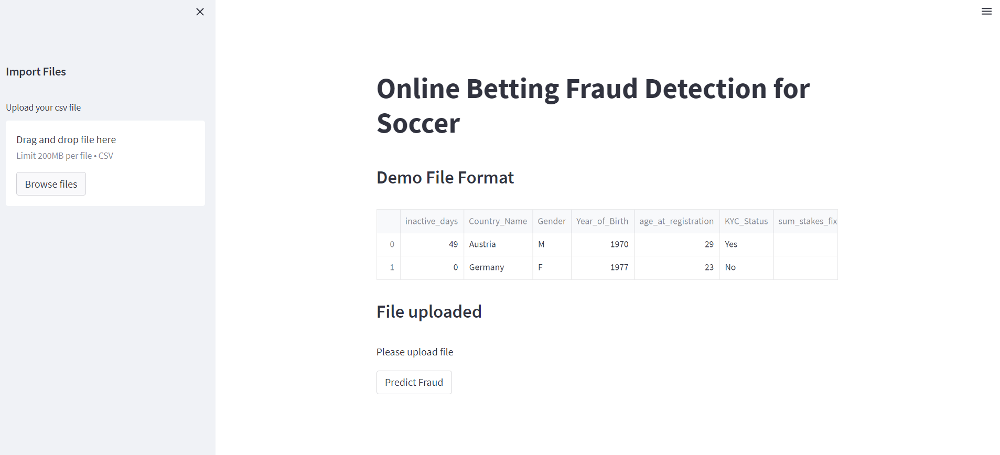 Import Files
Upload your csv file
Drag and drop file here
Limit 200MB per file • CSV
Browse files
Online Betting Fraud Detection for
Soccer
Demo File Format
inactive_days Country_Name Gender Year_of_Birth age_at_registration KYC_Status sum_stakes_fix
0 49 Austria M 1970 29 Yes
1 0 Germany F 1977 23 No
File uploaded
Please upload file
Predict Fraud